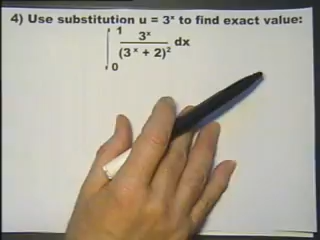 4) Use substitution u = 3ˣ to find exact value:
∫₀¹ 3ˣ / (3ˣ + 2)² dx